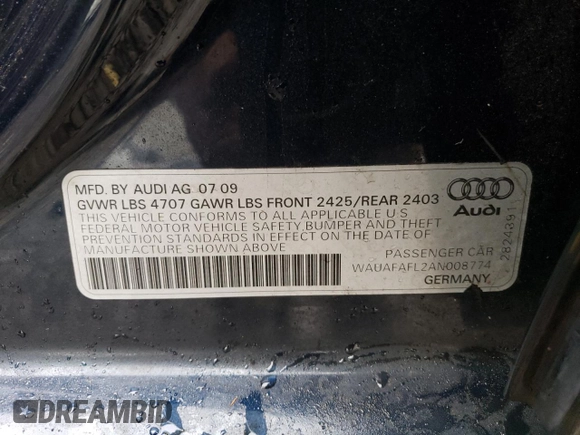 MFD. BY AUDI AG 07 09
GVWR LBS 4707 GAWR LBS FRONT 2425/REAR 2403
THIS VEHICLE CONFORMS TO ALL APPLICABLE U S
FEDERAL MOTOR VEHICLE SAFETY BUMPER AND THEFT
PREVENTION STANDARDS IN EFFECT ON THE DATE OF
MANUFACTURE SHOWN ABOVE
Audi
2824391
PASSENGER CAR
WAUAFAFL2AN008774
GERMANY
DREAMBID